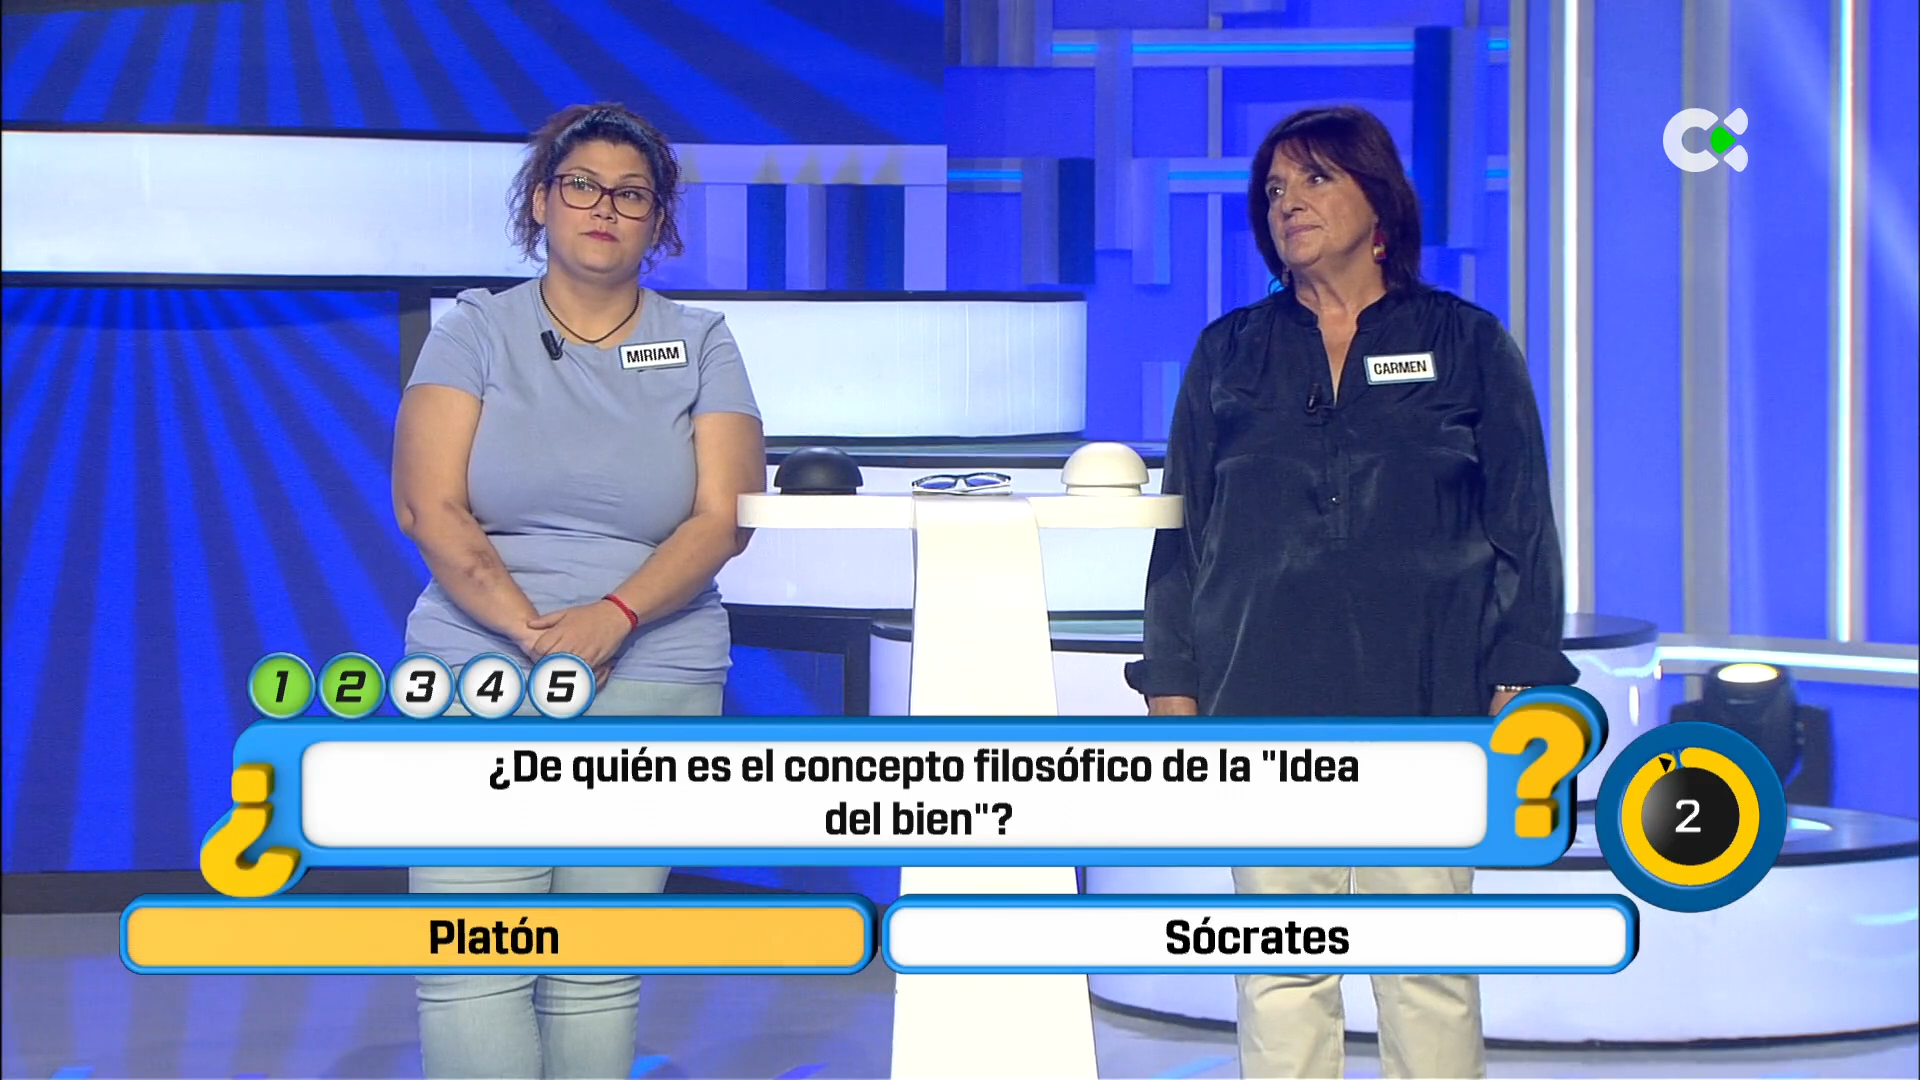 MIRIAM
CARMEN
1 2 3 4 5
¿De quién es el concepto filosófico de la "Idea
del bien"?
2
Platón
Sócrates